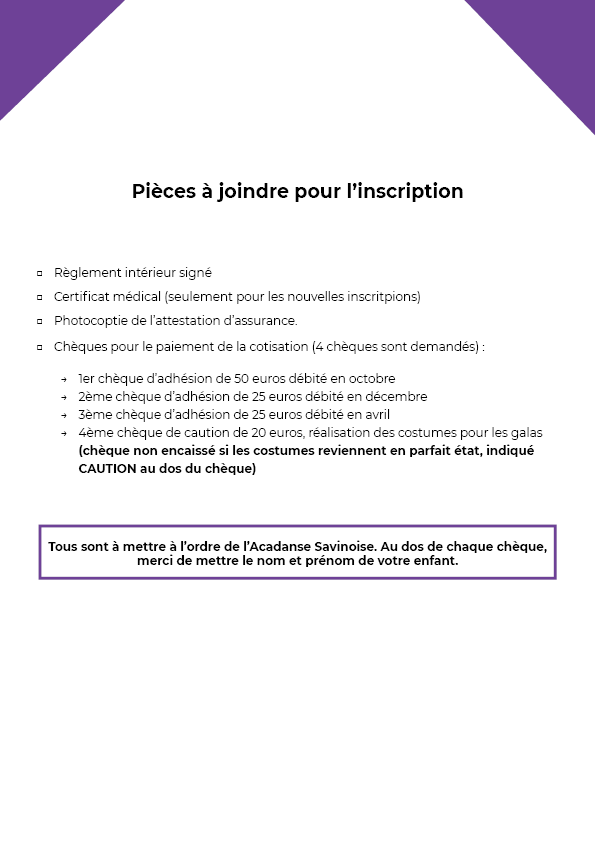 Pièces à joindre pour l'inscription
▫ Règlement intérieur signé
▫ Certificat médical (seulement pour les nouvelles inscritpions)
▫ Photocoptie de l'attestation d'assurance.
▫ Chèques pour le paiement de la cotisation (4 chèques sont demandés) :
→ 1er chèque d'adhésion de 50 euros débité en octobre
→ 2ème chèque d'adhésion de 25 euros débité en décembre
→ 3ème chèque d'adhésion de 25 euros débité en avril
→ 4ème chèque de caution de 20 euros, réalisation des costumes pour les galas
(chèque non encaissé si les costumes reviennent en parfait état, indiqué
CAUTION au dos du chèque)
Tous sont à mettre à l'ordre de l'Acadanse Savinoise. Au dos de chaque chèque,
merci de mettre le nom et prénom de votre enfant.